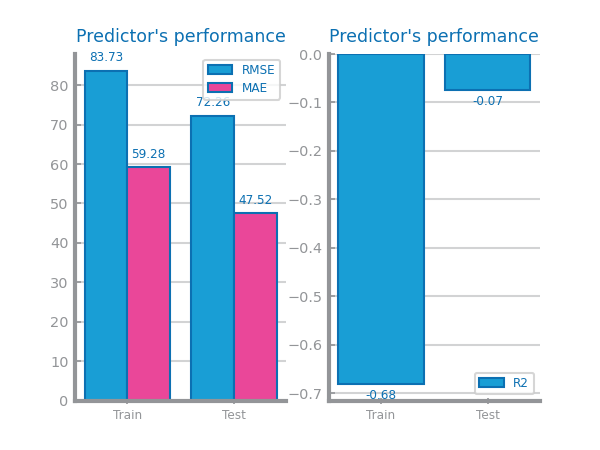 Predictor's performance
83.73
RMSE
MAE
72.26
59.28
47.52
80
70
60
50
40
30
20
10
0
Train
Test
Predictor's performance
0.0
−0.1
−0.2
−0.3
−0.4
−0.5
−0.6
−0.7
-0.07
-0.68
R2
Train
Test